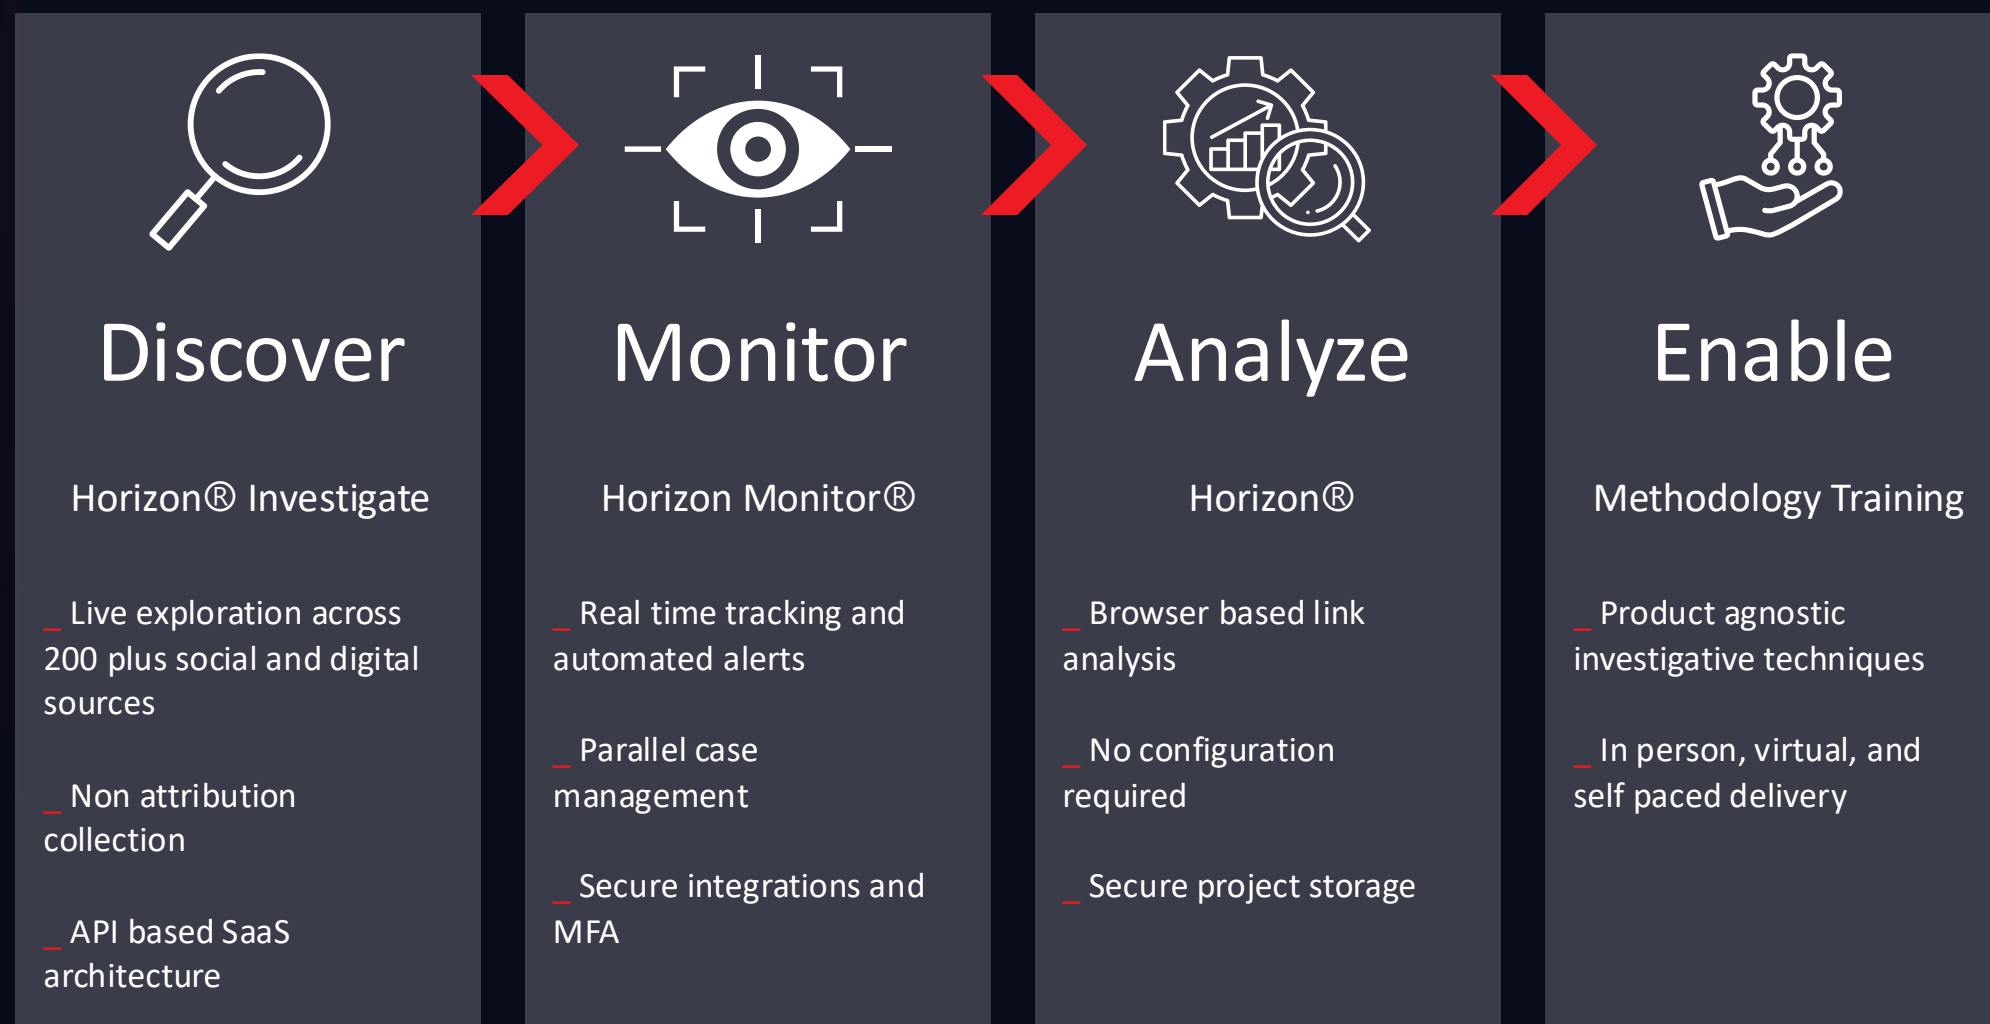 Discover
Horizon® Investigate
_ Live exploration across
200 plus social and digital
sources
_ Non attribution
collection
_ API based SaaS
architecture
Monitor
Horizon Monitor®
_ Real time tracking and
automated alerts
_ Parallel case
management
_ Secure integrations and
MFA
Analyze
Horizon®
_ Browser based link
analysis
_ No configuration
required
_ Secure project storage
Enable
Methodology Training
_ Product agnostic
investigative techniques
_ In person, virtual, and
self paced delivery